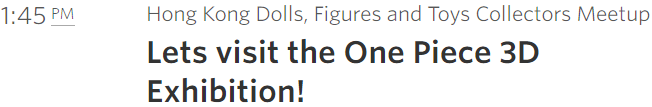 1:45 PM
Hong Kong Dolls, Figures and Toys Collectors Meetup
Lets visit the One Piece 3D
Exhibition!